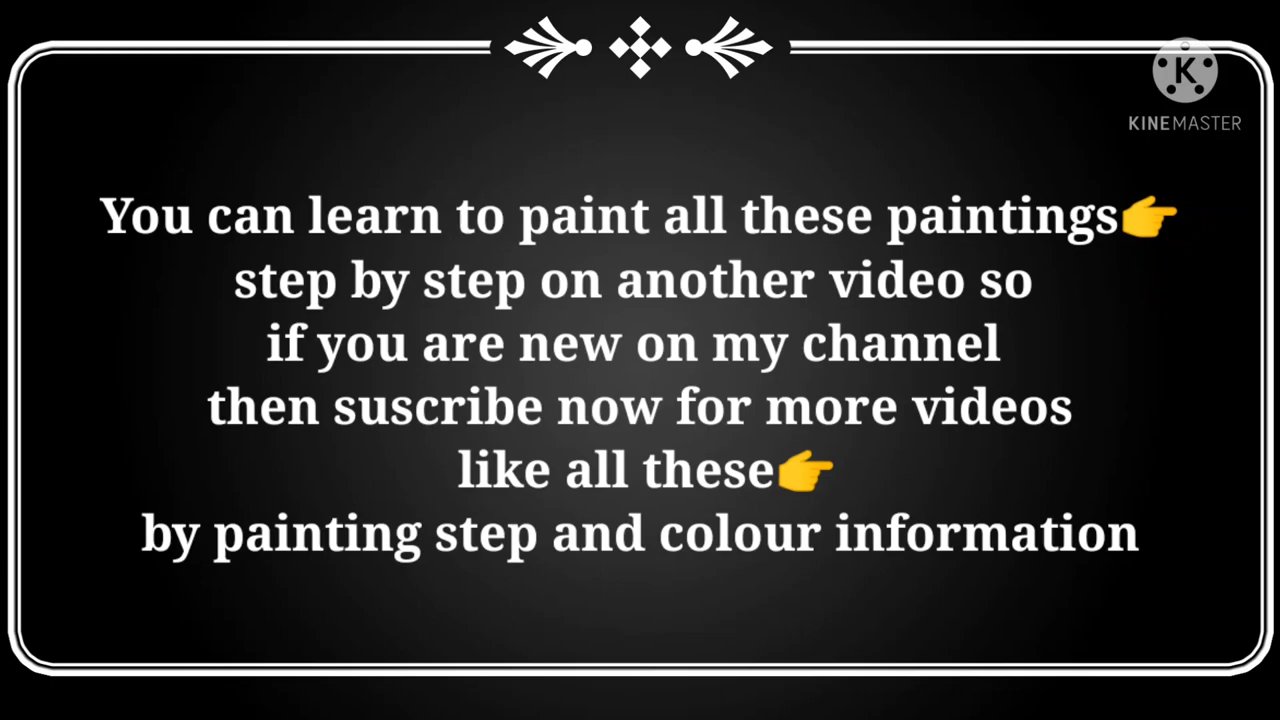 K
KINEMASTER
You can learn to paint all these paintings👉
step by step on another video so
if you are new on my channel
then suscribe now for more videos
like all these👉
by painting step and colour information